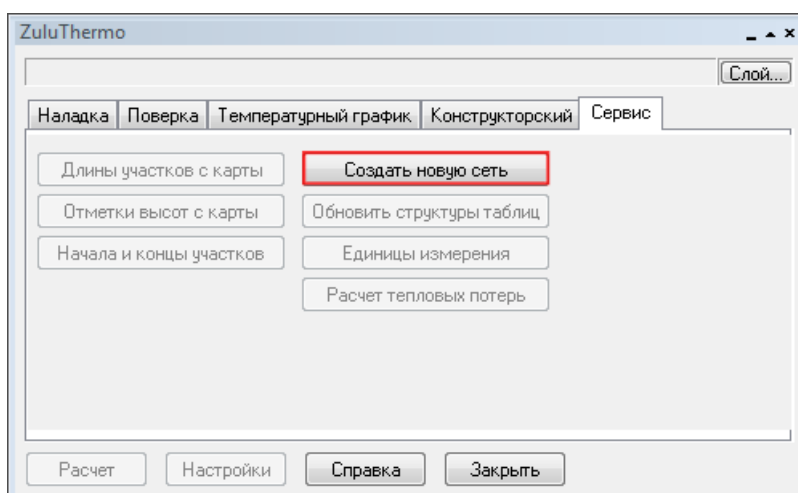 ZuluThermo
Слой...
Наладка Поверка Температурный график Конструкторский Сервис
Длины участков с карты Создать новую сеть
Отметки высот с карты Обновить структуры таблиц
Начала и концы участков Единицы измерения
Расчет тепловых потерь
Расчет Настройки Справка Закрыть